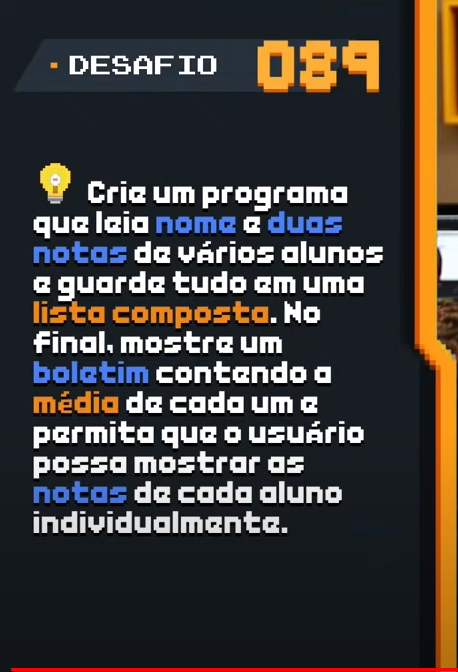 DESAFIO 089
Crie um programa
que leia nome e duas
notas de vários alunos
e guarde tudo em uma
lista composta. No
final, mostre um
boletim contendo a
média de cada um e
permita que o usuário
possa mostrar as
notas de cada aluno
individualmente.